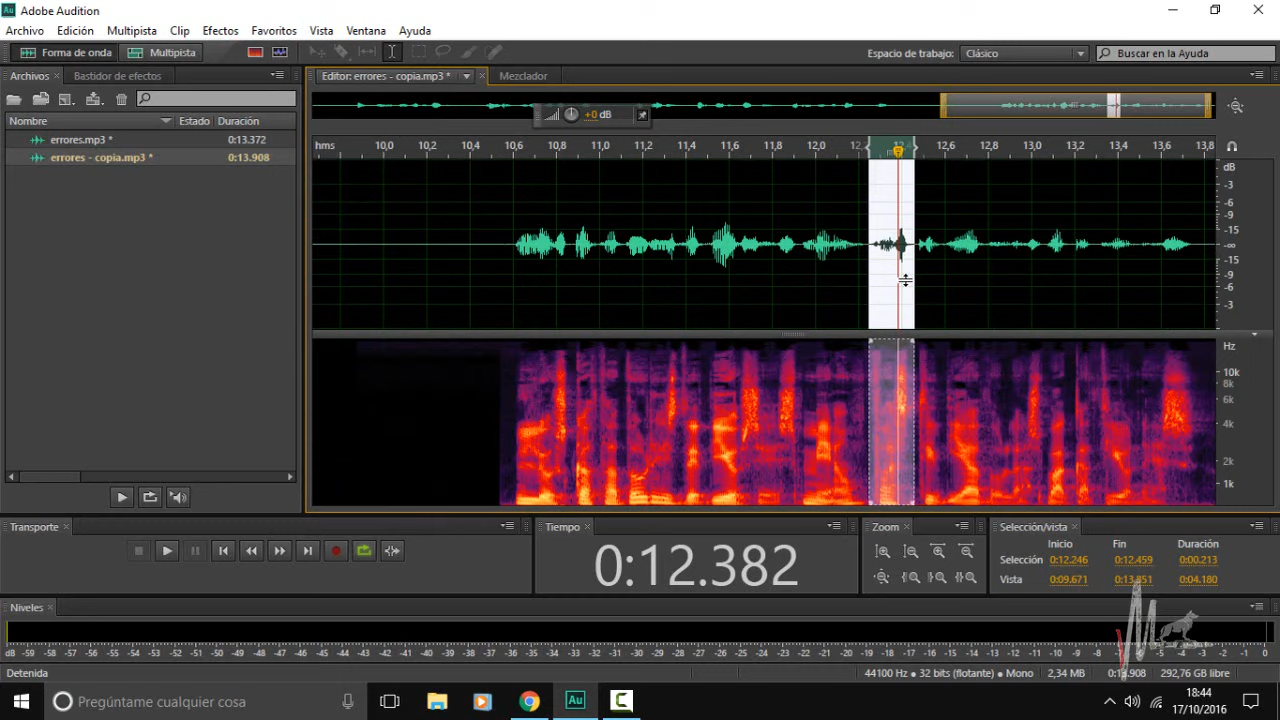 Au Adobe Audition
Archivo Edición Multipista Clip Efectos Favoritos Vista Ventana Ayuda
Forma de onda Multipista Espacio de trabajo: Clásico Buscar en la Ayuda
Archivos Bastidor de efectos Editor: errores - copia.mp3 * Mezclador
Nombre Estado Duración
errores.mp3 * 0:13.372
errores - copia.mp3 * 0:13.908
+0 dB
hms 10,0 10,2 10,4 10,6 10,8 11,0 11,2 11,4 11,6 11,8 12,0 12,6 12,8 13,0 13,2 13,4 13,6 13,8
dB
-3
-6
-9
-15
-∞
-15
-9
-6
-3
Hz
10k
8k
6k
4k
2k
1k
Transporte Tiempo Zoom Selección/vista
0:12.382
Inicio Fin Duración
Selección 0:12.246 0:12.459 0:00.213
Vista 0:09.671 0:13.851 0:04.180
Niveles
dB -59 -58 -57 -56 -55 -54 -53 -52 -51 -50 -49 -48 -47 -46 -45 -44 -43 -42 -41 -40 -39 -38 -37 -36 -35 -34 -33 -32 -31 -30 -29 -28 -27 -26 -25 -24 -23 -22 -21 -20 -19 -18 -17 -16 -15 -14 -13 -12 -11 -10 -9 -8 -7 -6 -5 -4 -3 -2 -1 0
Detenida 44100 Hz • 32 bits (flotante) • Mono 2,34 MB 0:13.908 292,76 GB libre
Pregúntame cualquier cosa Au C 18:44
17/10/2016